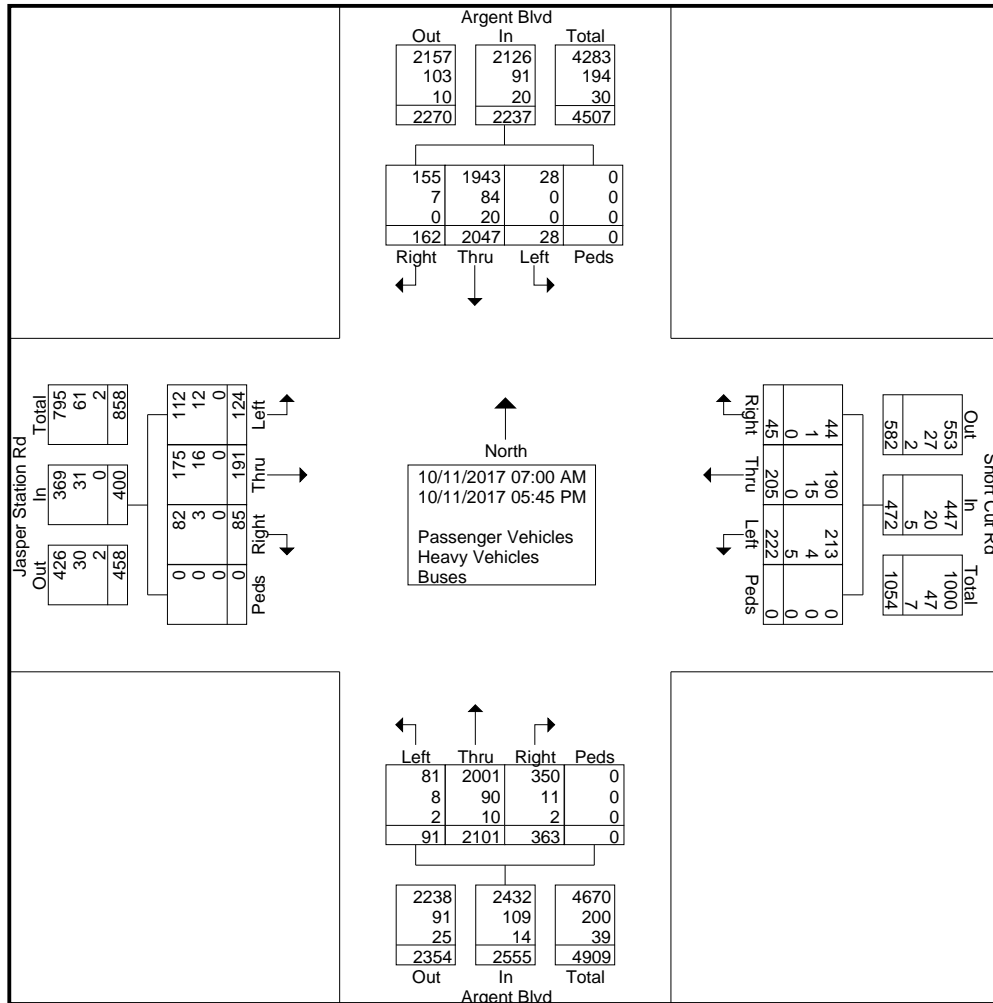 Argent Blvd
Out In Total
2157 2126 4283
103 91 194
10 20 30
2270 2237 4507
155 1943 28 0
7 84 0 0
0 20 0 0
162 2047 28 0
Right Thru Left Peds
Jasper Station Rd
Total
795 61 2 858
In
369 31 0 400
Out
426 30 2 458
112 12 0 124 Left
175 16 0 191 Thru
82 3 0 85 Right
0 0 0 0 Peds
North
10/11/2017 07:00 AM
10/11/2017 05:45 PM
Passenger Vehicles
Heavy Vehicles
Buses
Right 45 0 1 44
Thru 205 0 15 190
Left 222 5 4 213
Peds 0 0 0 0
Short Cut Rd
Out
553 27 2 582
In
447 20 5 472
Total
1000 47 7 1054
Left Thru Right Peds
81 2001 350 0
8 90 11 0
2 10 2 0
91 2101 363 0
2238 2432 4670
91 109 200
25 14 39
2354 2555 4909
Out In Total
Argent Blvd